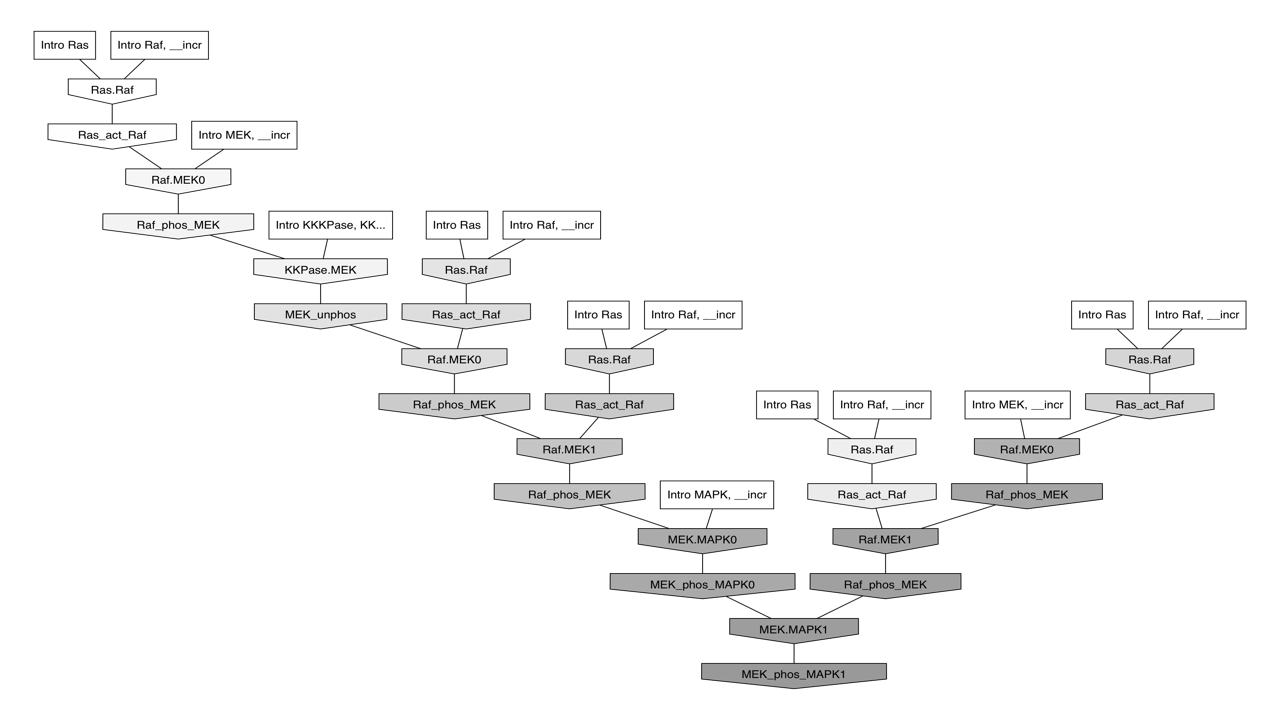 Intro Ras
Intro Raf, __incr
Ras.Raf
Ras_act_Raf
Intro MEK, __incr
Raf.MEK0
Raf_phos_MEK
Intro KKKPase, KK...
Intro Ras
Intro Raf, __incr
KKPase.MEK
Ras.Raf
MEK_unphos
Ras_act_Raf
Intro Ras
Intro Raf, __incr
Intro Ras
Intro Raf, __incr
Raf.MEK0
Ras.Raf
Ras.Raf
Raf_phos_MEK
Ras_act_Raf
Intro Ras
Intro Raf, __incr
Intro MEK, __incr
Ras_act_Raf
Raf.MEK1
Ras.Raf
Raf.MEK0
Raf_phos_MEK
Intro MAPK, __incr
Ras_act_Raf
Raf_phos_MEK
MEK.MAPK0
Raf.MEK1
MEK_phos_MAPK0
Raf_phos_MEK
MEK.MAPK1
MEK_phos_MAPK1